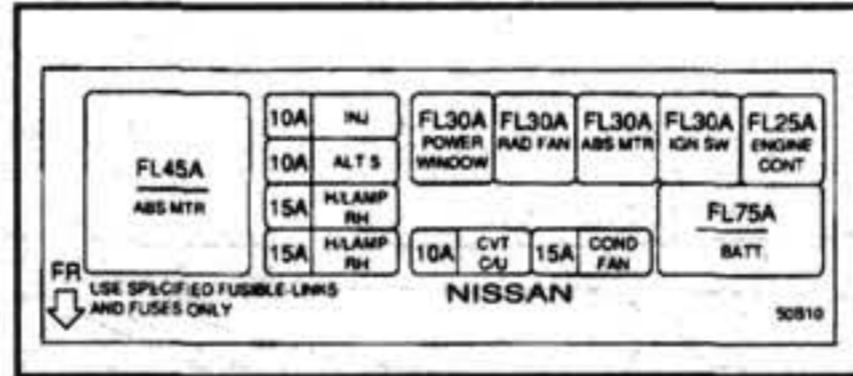 FL45A
ABS MTR
10A INJ
10A ALT S
15A H/LAMP
RH
15A H/LAMP
RH
FL30A
POWER
WINDOW
FL30A
RAD FAN
FL30A
ABS MTR
FL30A
IGN SW
FL25A
ENGINE
CONT
FL75A
BATT
10A CVT
C/U
15A COND
FAN
FR
USE SPECIFIED FUSIBLE-LINKS
AND FUSES ONLY
NISSAN
50B10